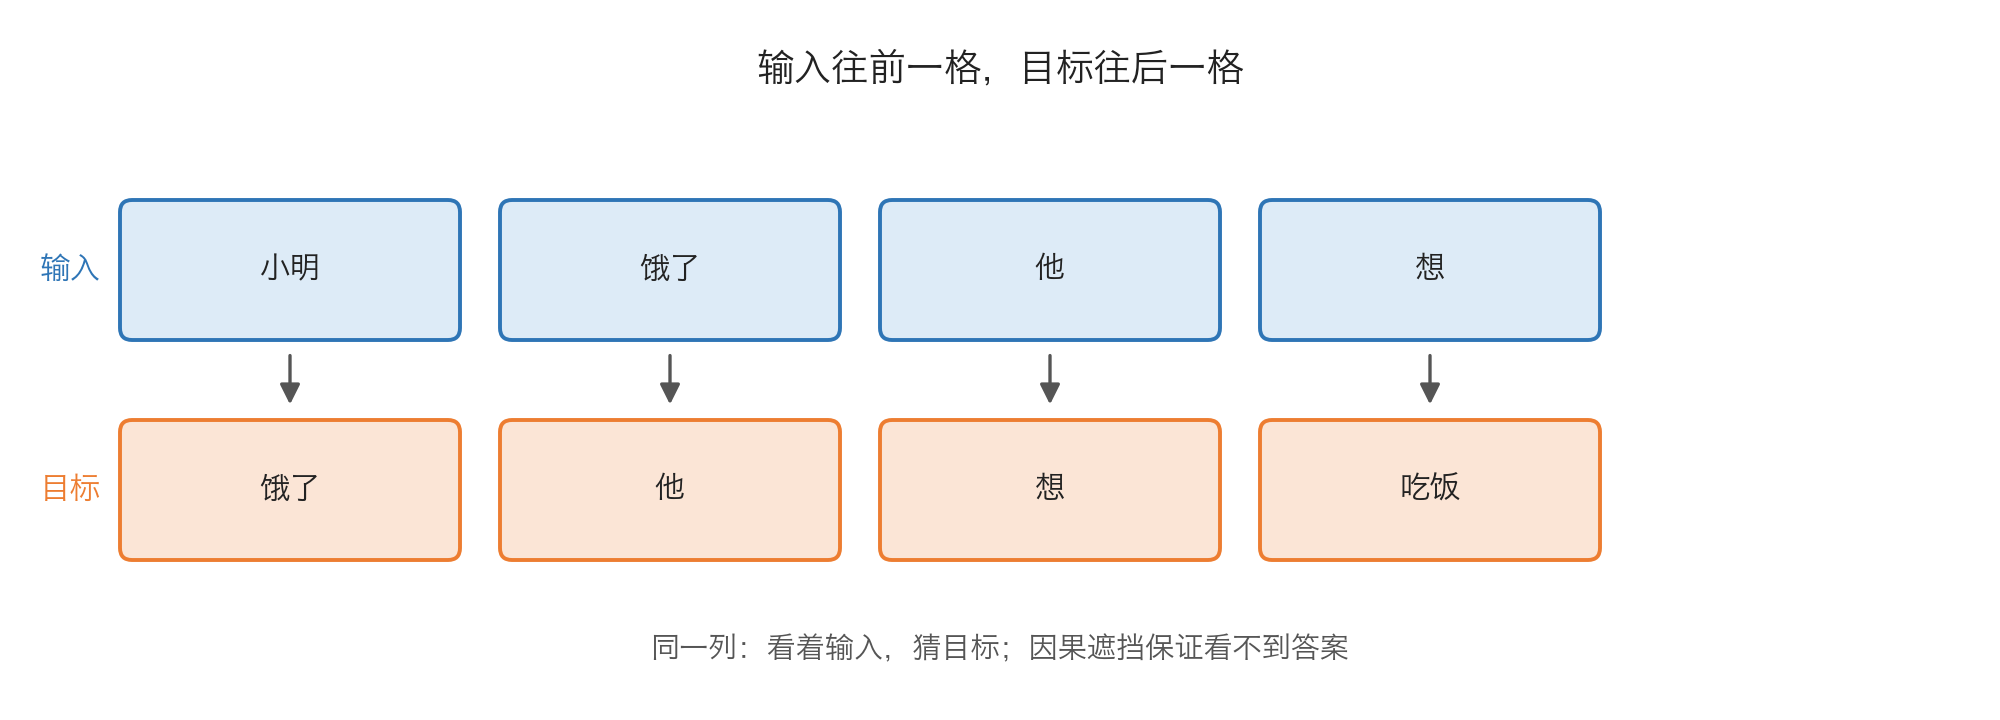 输入往前一格，目标往后一格
输入 小明 饿了 他 想
目标 饿了 他 想 吃饭
同一列：看着输入，猜目标；因果遮挡保证看不到答案